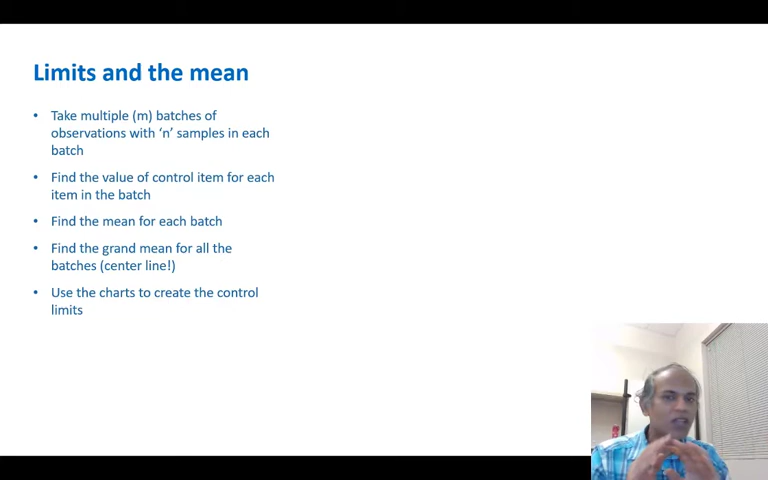 Limits and the mean
• Take multiple (m) batches of
observations with ‘n’ samples in each
batch
• Find the value of control item for each
item in the batch
• Find the mean for each batch
• Find the grand mean for all the
batches (center line!)
• Use the charts to create the control
limits